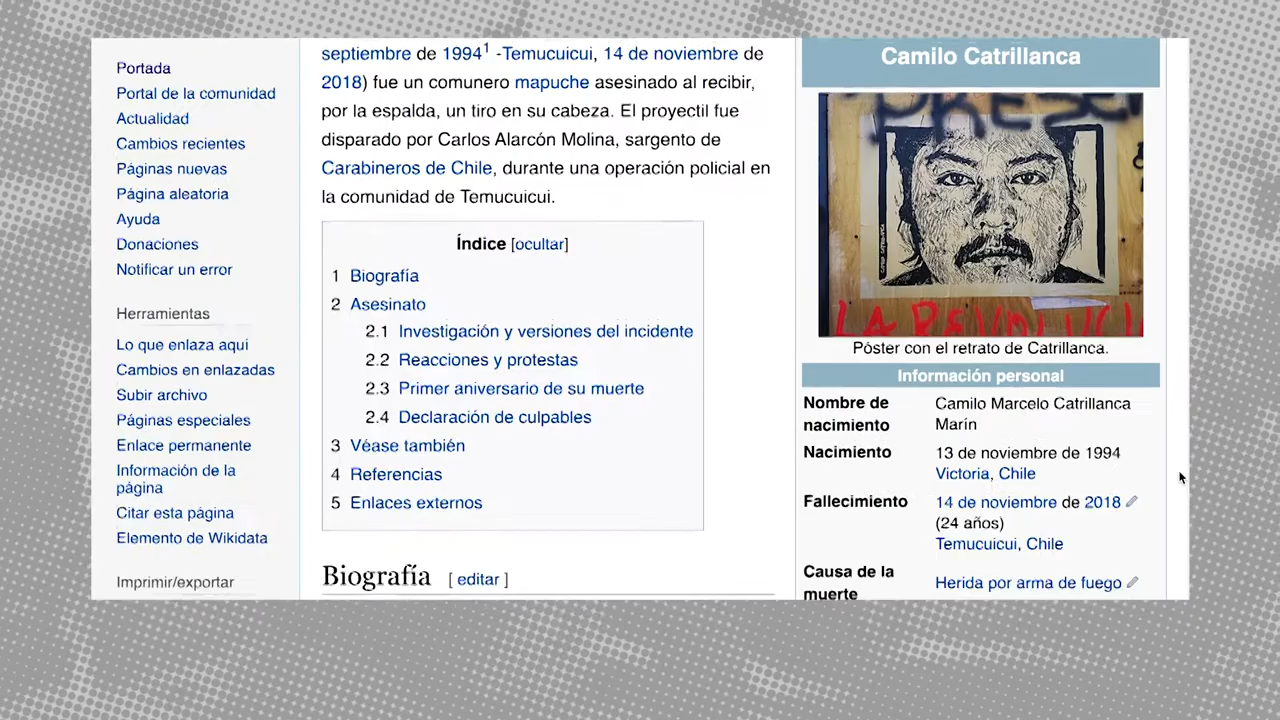 Portada
Portal de la comunidad
Actualidad
Cambios recientes
Páginas nuevas
Página aleatoria
Ayuda
Donaciones
Notificar un error
Herramientas
Lo que enlaza aquí
Cambios en enlazadas
Subir archivo
Páginas especiales
Enlace permanente
Información de la
página
Citar esta página
Elemento de Wikidata
Imprimir/exportar
septiembre de 1994¹ -Temucuicui, 14 de noviembre de
2018) fue un comunero mapuche asesinado al recibir,
por la espalda, un tiro en su cabeza. El proyectil fue
disparado por Carlos Alarcón Molina, sargento de
Carabineros de Chile, durante una operación policial en
la comunidad de Temucuicui.
Índice [ocultar]
1 Biografía
2 Asesinato
2.1 Investigación y versiones del incidente
2.2 Reacciones y protestas
2.3 Primer aniversario de su muerte
2.4 Declaración de culpables
3 Véase también
4 Referencias
5 Enlaces externos
Biografía [ editar ]
Camilo Catrillanca
PRESEN
LA REVOLUCI
Póster con el retrato de Catrillanca.
Información personal
Nombre de nacimiento Camilo Marcelo Catrillanca Marín
Nacimiento 13 de noviembre de 1994
Victoria, Chile
Fallecimiento 14 de noviembre de 2018
(24 años)
Temucuicui, Chile
Causa de la muerte Herida por arma de fuego